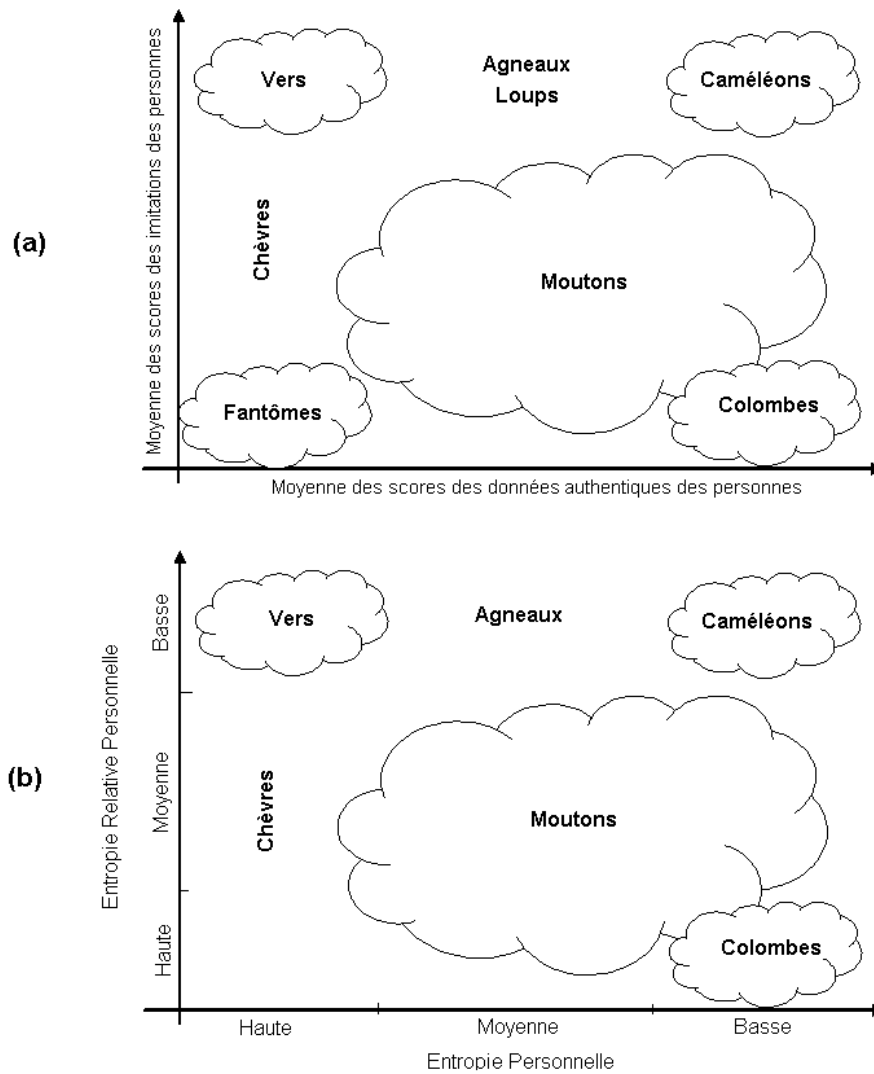 (a)
Moyenne des scores des imitations des personnes
Vers
Agneaux
Loups
Caméléons
Chèvres
Moutons
Fantômes
Colombes
Moyenne des scores des données authentiques des personnes
(b)
Entropie Relative Personnelle
Basse
Moyenne
Haute
Vers
Agneaux
Caméléons
Chèvres
Moutons
Colombes
Haute
Moyenne
Basse
Entropie Personnelle